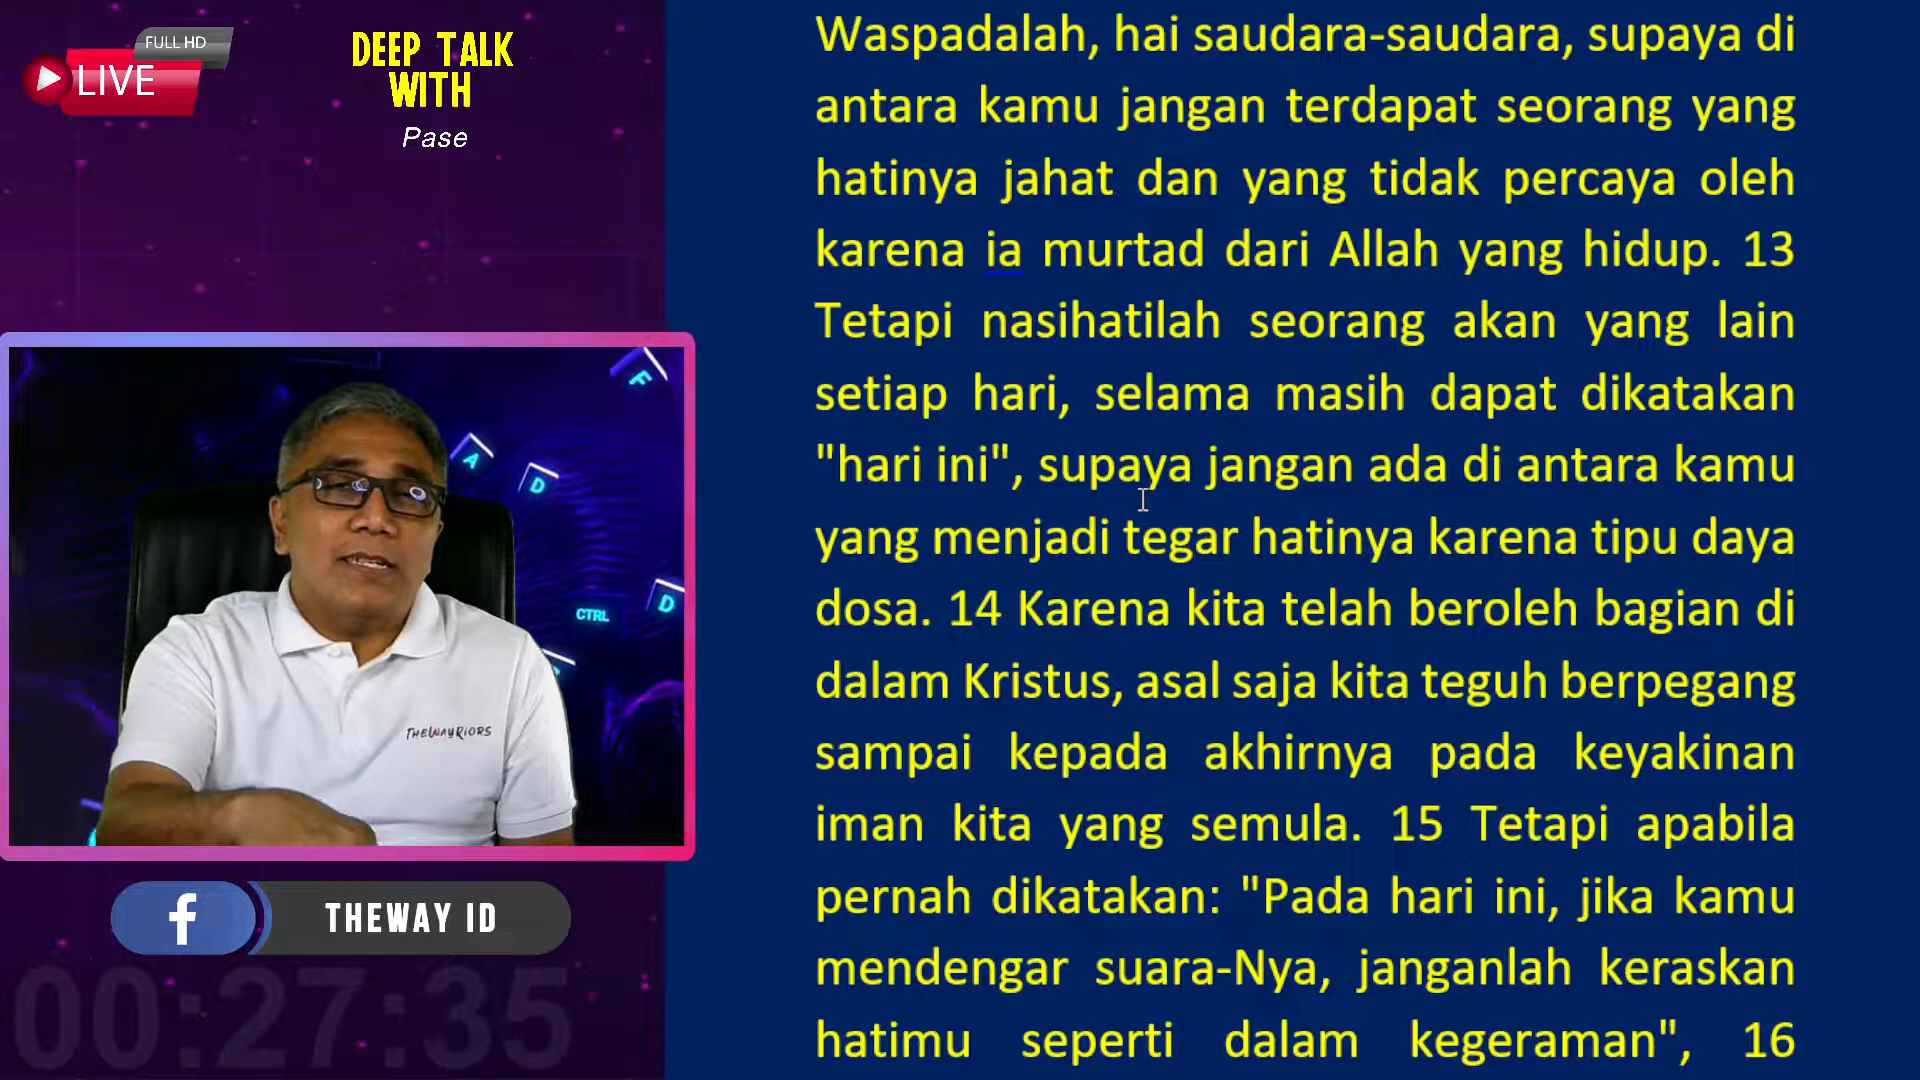 FULL HD
LIVE
DEEP TALK
WITH
Pase
Waspadalah, hai saudara-saudara, supaya di
antara kamu jangan terdapat seorang yang
hatinya jahat dan yang tidak percaya oleh
karena ia murtad dari Allah yang hidup. 13
Tetapi nasihatilah seorang akan yang lain
setiap hari, selama masih dapat dikatakan
"hari ini", supaya jangan ada di antara kamu
yang menjadi tegar hatinya karena tipu daya
dosa. 14 Karena kita telah beroleh bagian di
dalam Kristus, asal saja kita teguh berpegang
sampai kepada akhirnya pada keyakinan
iman kita yang semula. 15 Tetapi apabila
pernah dikatakan: "Pada hari ini, jika kamu
mendengar suara-Nya, janganlah keraskan
hatimu seperti dalam kegeraman", 16
F
A
D
CTRL
D
THEWAYRIORS
f
THEWAY ID
00:27:35